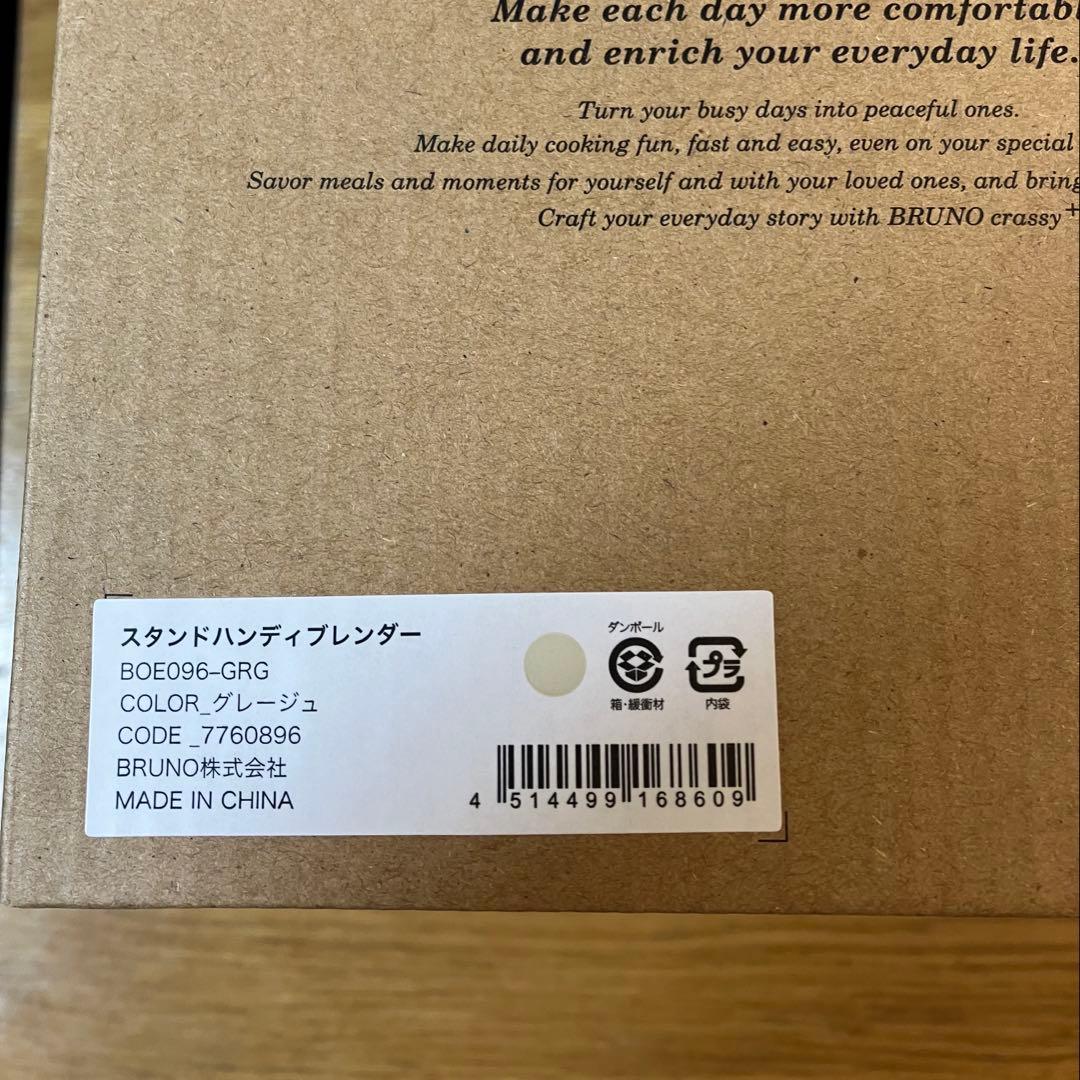 Make each day more
and enrich your everyday life.
Turn your busy days into peaceful ones.
Make daily cooking fun, fast and easy, even on your special
Savor meals and moments for yourself and with your loved ones, and bring
Craft your everyday story with BRUNO crassy+
スタンドハンディブレンダー
BOE096-GRG
COLOR_グレージュ
CODE _7760896
BRUNO株式会社
MADE IN CHINA
ダンボール
箱・緩衝材
プラ
内袋
4 514499 168609